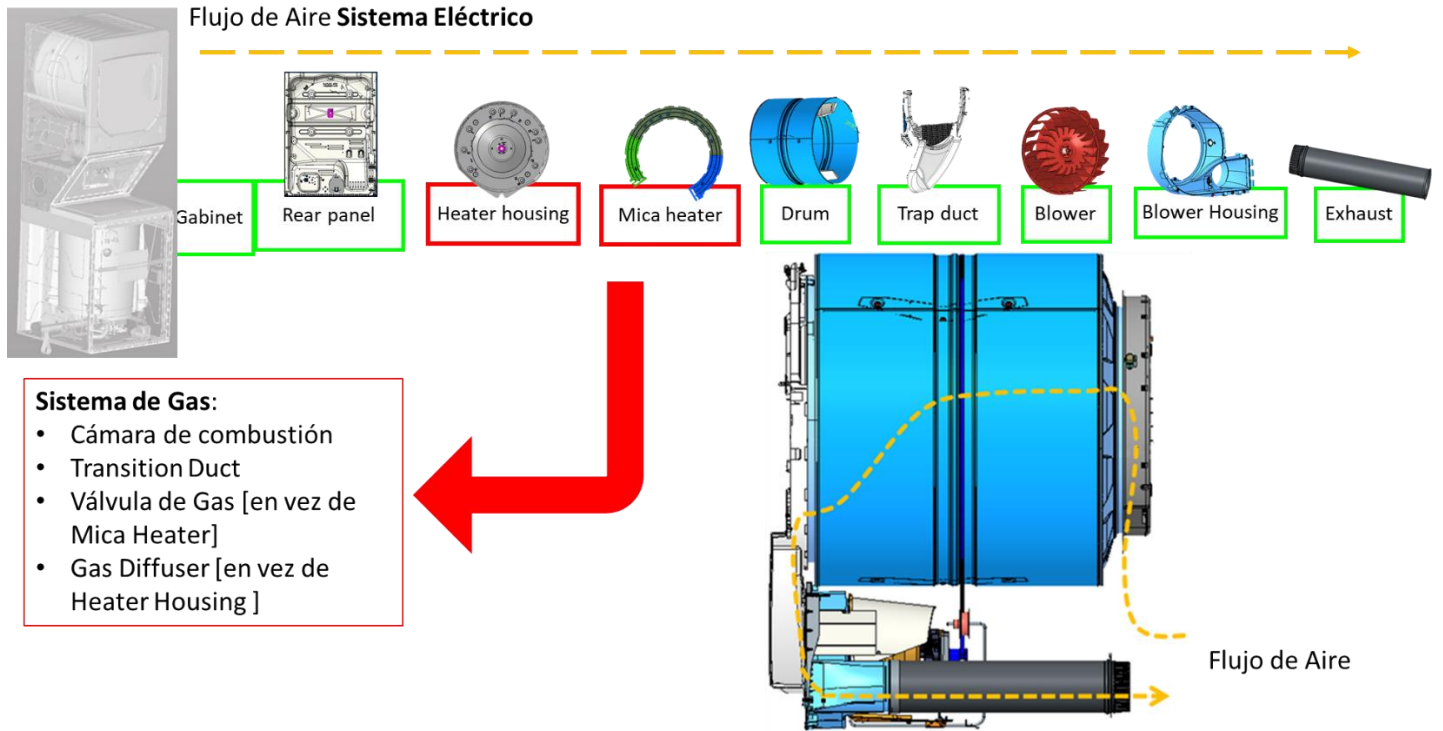 Flujo de Aire Sistema Eléctrico
Gabinet
Rear panel
Heater housing
Mica heater
Drum
Trap duct
Blower
Blower Housing
Exhaust
Sistema de Gas:
• Cámara de combustión
• Transition Duct
• Válvula de Gas [en vez de
Mica Heater]
• Gas Diffuser [en vez de
Heater Housing ]
Flujo de Aire